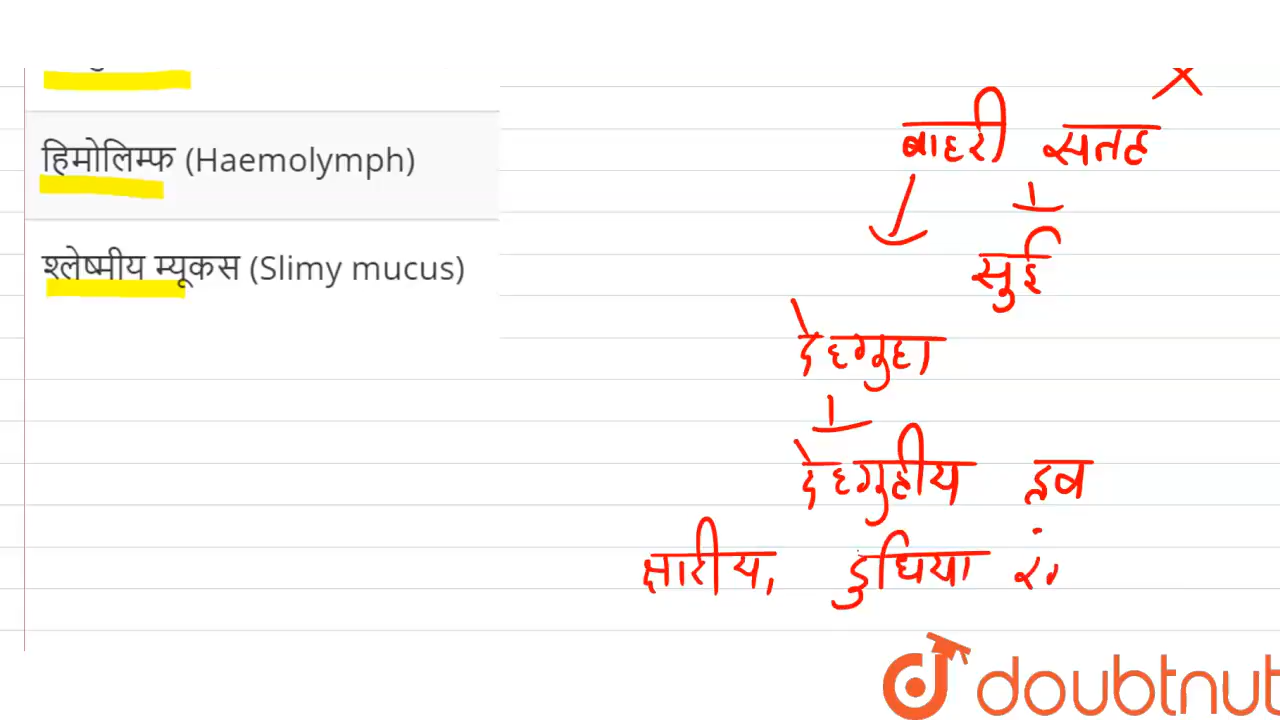 हिमोलिम्फ (Haemolymph)
श्लेष्मीय म्यूकस (Slimy mucus)
बाहरी सतह
सुई
देहगुहा
देहगुहीय द्रव
क्षारीय, दुधिया
doubtnut